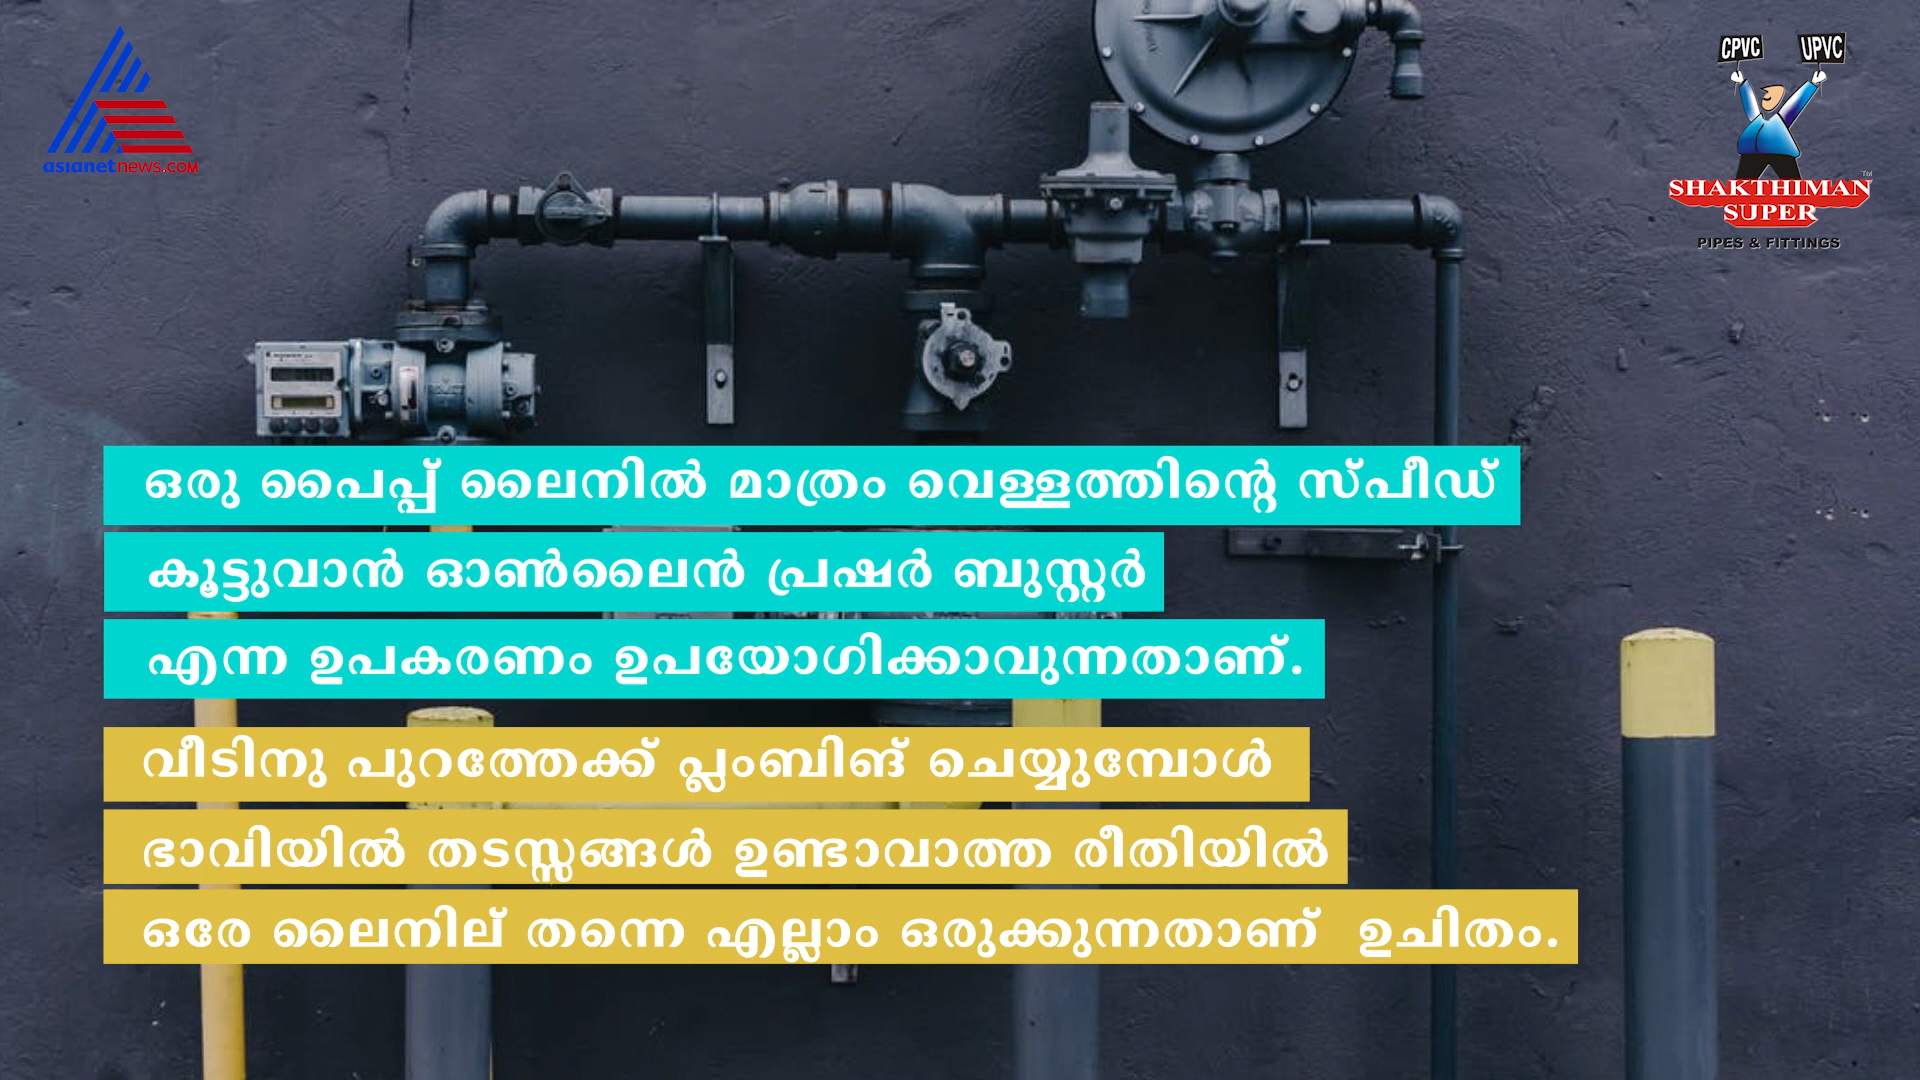 asianetnews.com
CPVC UPVC
SHAKTHIMAN
SUPER
PIPES & FITTINGS
ഒരു പൈപ്പ് ലൈനിൽ മാത്രം വെള്ളത്തിന്റെ സ്പീഡ്
കൂട്ടുവാൻ ഓൺലൈൻ പ്രഷർ ബുസ്റ്റർ
എന്ന ഉപകരണം ഉപയോഗിക്കാവുന്നതാണ്.
വീടിനു പുറത്തേക്ക് പ്ലംബിങ് ചെയ്യുമ്പോൾ
ഭാവിയിൽ തടസ്സങ്ങൾ ഉണ്ടാവാത്ത രീതിയിൽ
ഒരേ ലൈനില് തന്നെ എല്ലാം ഒരുക്കുന്നതാണ് ഉചിതം.